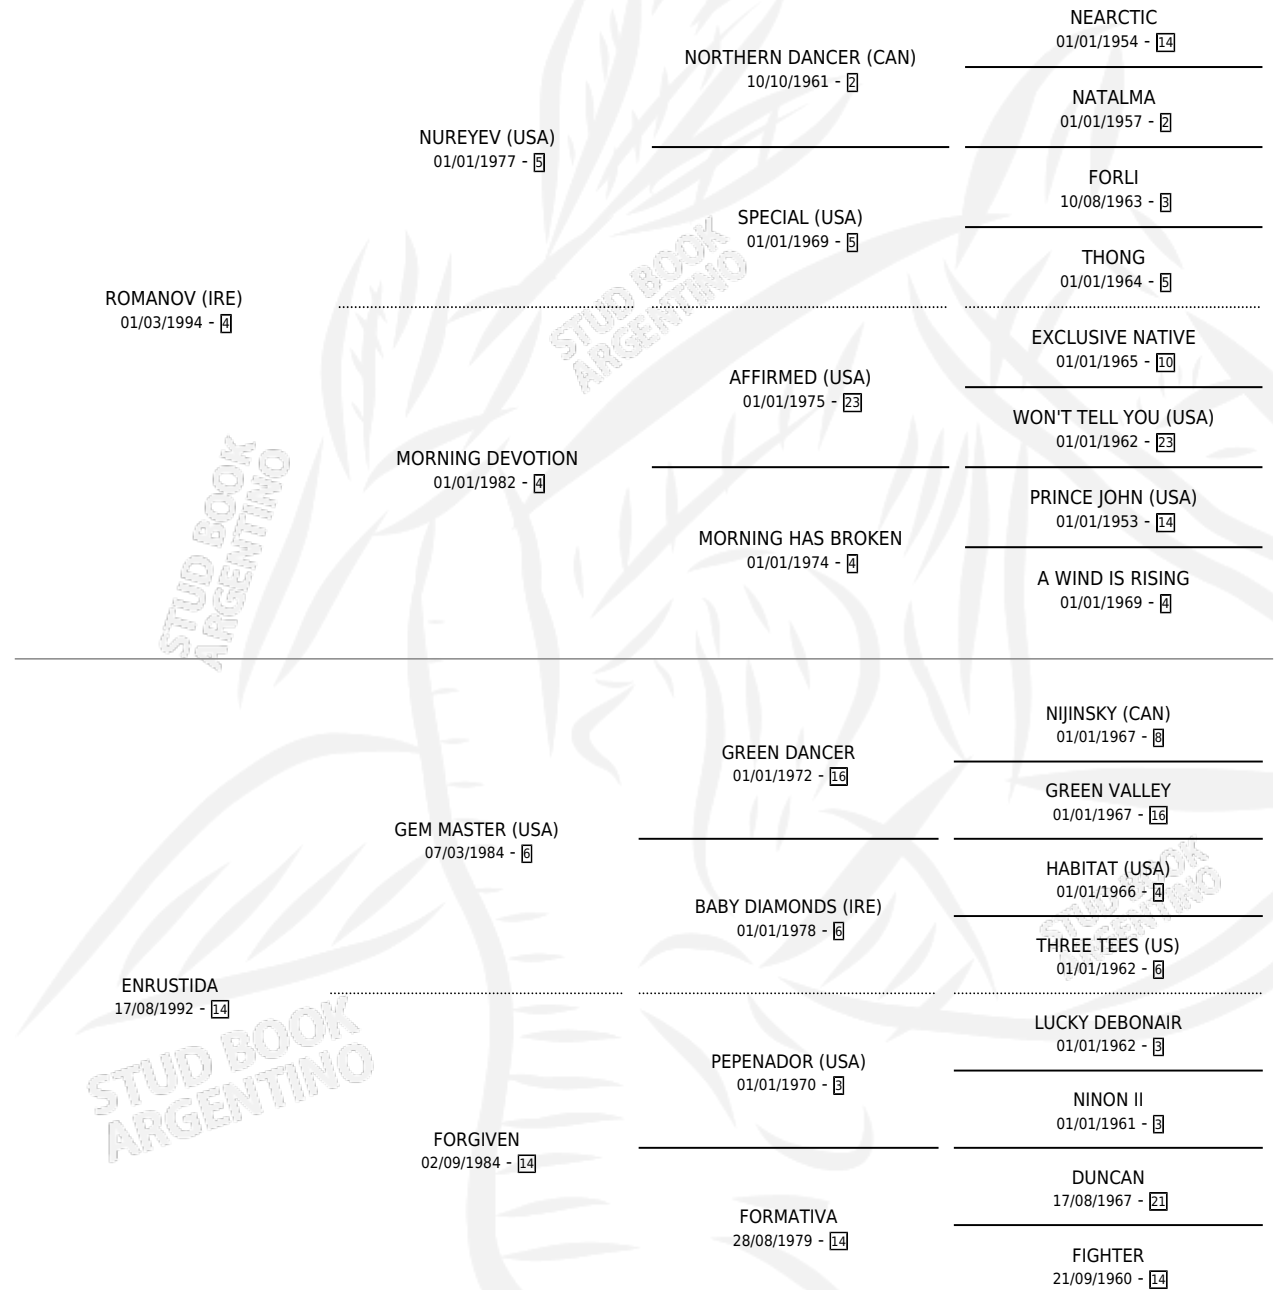 NEARCTIC
01/01/1954 - 14
NORTHERN DANCER (CAN)
10/10/1961 - 2
NATALMA
01/01/1957 - 2
NUREYEV (USA)
01/01/1977 - 5
FORLI
10/08/1963 - 3
SPECIAL (USA)
01/01/1969 - 5
THONG
01/01/1964 - 5
ROMANOV (IRE)
01/03/1994 - 4
EXCLUSIVE NATIVE
01/01/1965 - 10
AFFIRMED (USA)
01/01/1975 - 23
WON'T TELL YOU (USA)
01/01/1962 - 23
MORNING DEVOTION
01/01/1982 - 4
PRINCE JOHN (USA)
01/01/1953 - 14
MORNING HAS BROKEN
01/01/1974 - 4
A WIND IS RISING
01/01/1969 - 4
STUD BOOK
ARGENTINO
STUD BOOK
ARGENTINO
NIJINSKY (CAN)
01/01/1967 - 8
GREEN DANCER
01/01/1972 - 16
GREEN VALLEY
01/01/1967 - 16
GEM MASTER (USA)
07/03/1984 - 6
HABITAT (USA)
01/01/1966 - 4
BABY DIAMONDS (IRE)
01/01/1978 - 6
THREE TEES (US)
01/01/1962 - 6
STUD BOOK
ARGENTINO
ENRUSTIDA
17/08/1992 - 14
LUCKY DEBONAIR
01/01/1962 - 3
PEPENADOR (USA)
01/01/1970 - 3
NINON II
01/01/1961 - 3
FORGIVEN
02/09/1984 - 14
DUNCAN
17/08/1967 - 21
FORMATIVA
28/08/1979 - 14
FIGHTER
21/09/1960 - 14
STUD BOOK
ARGENTINO